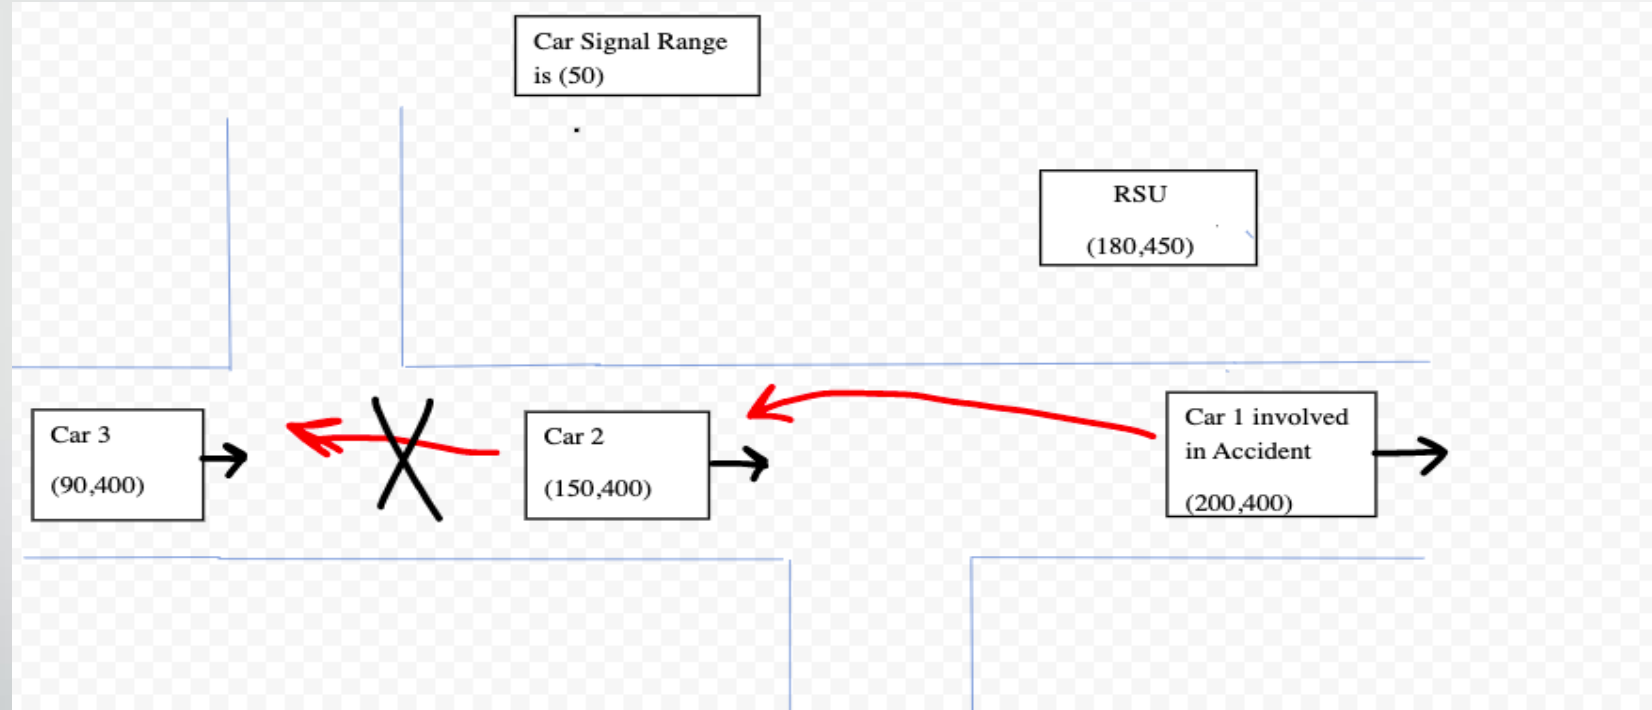 Car Signal Range
is (50)
RSU
(180,450)
Car 3
(90,400)
Car 2
(150,400)
Car 1 involved
in Accident
(200,400)